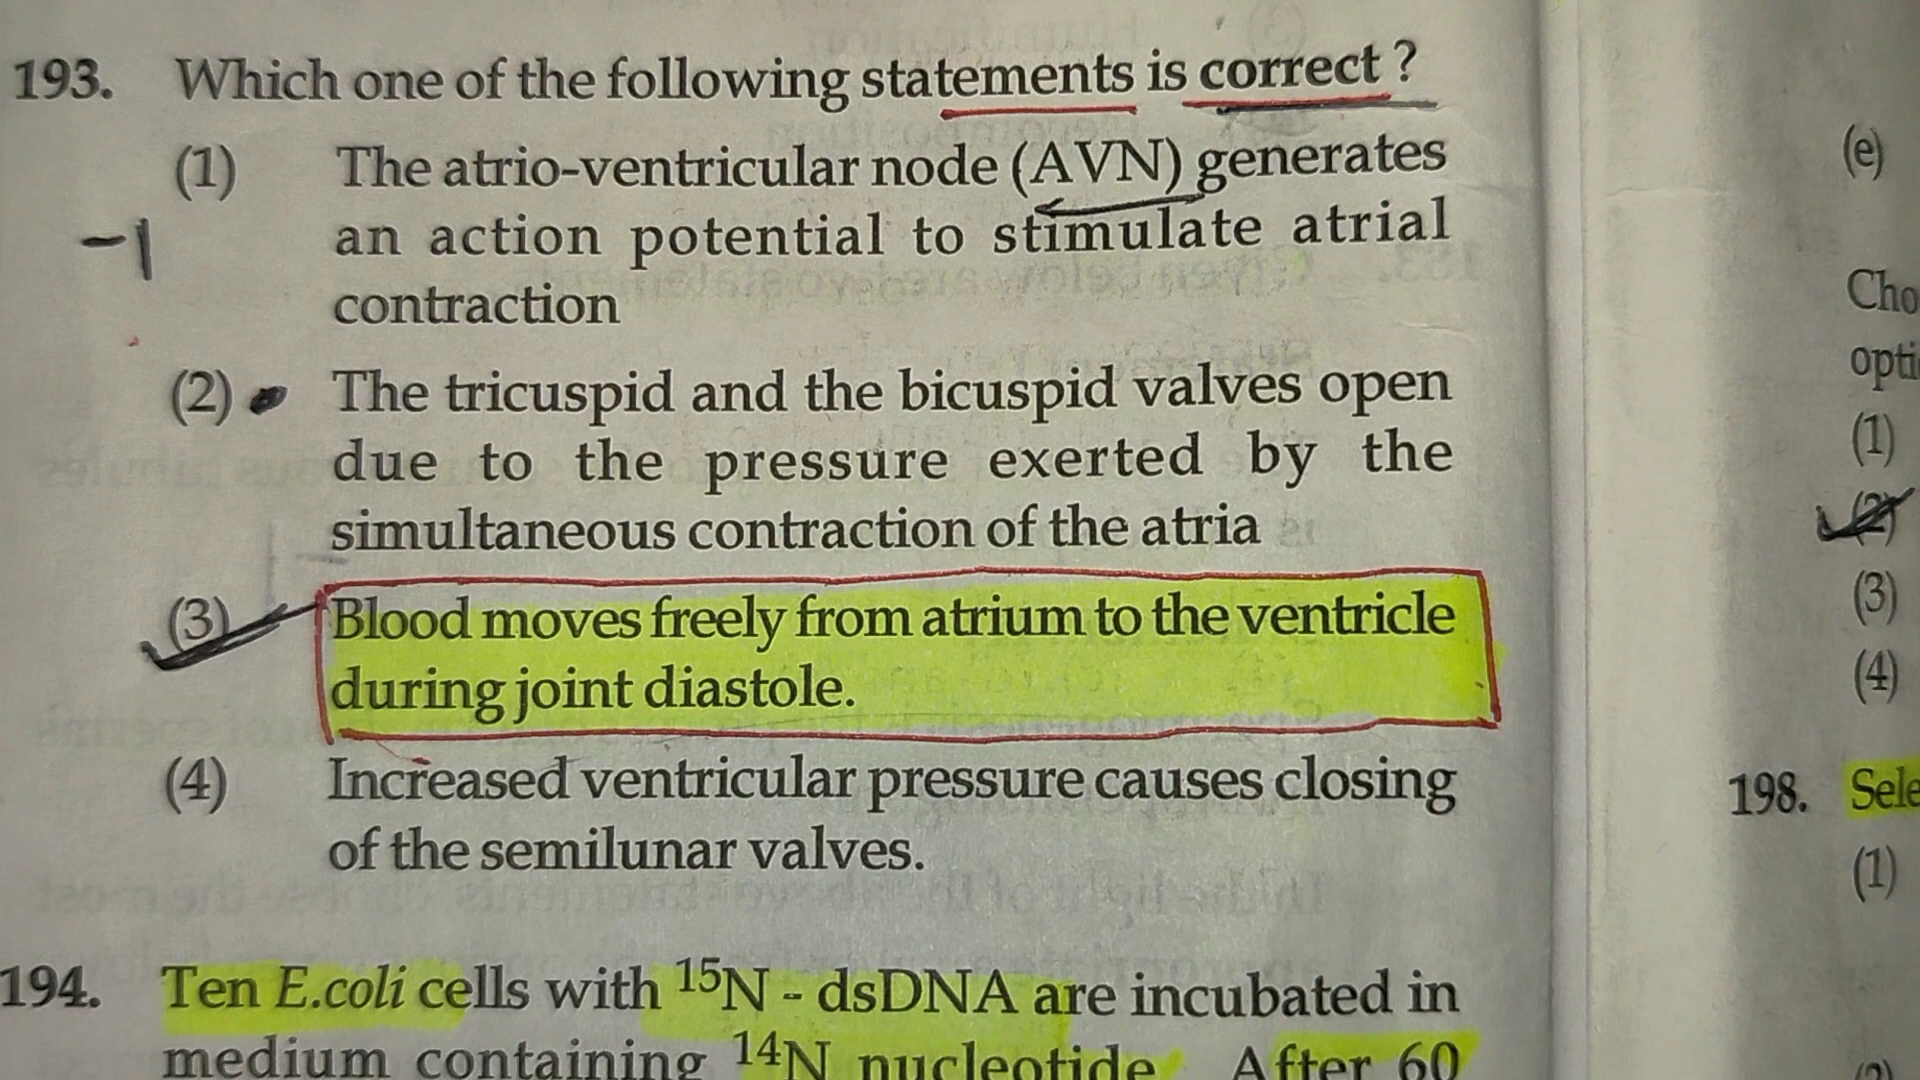 193. Which one of the following statements is correct ?
(1) The atrio-ventricular node (AVN) generates
an action potential to stimulate atrial
contraction
-1
(2) The tricuspid and the bicuspid valves open
due to the pressure exerted by the
simultaneous contraction of the atria
(3) Blood moves freely from atrium to the ventricle
during joint diastole.
(4) Increased ventricular pressure causes closing
of the semilunar valves.
194. Ten E.coli cells with ¹⁵N - dsDNA are incubated in
medium containing ¹⁴N nucleotide After 60
(e)
Cho
opti
(1)
(2)
(3)
(4)
198. Sele
(1)